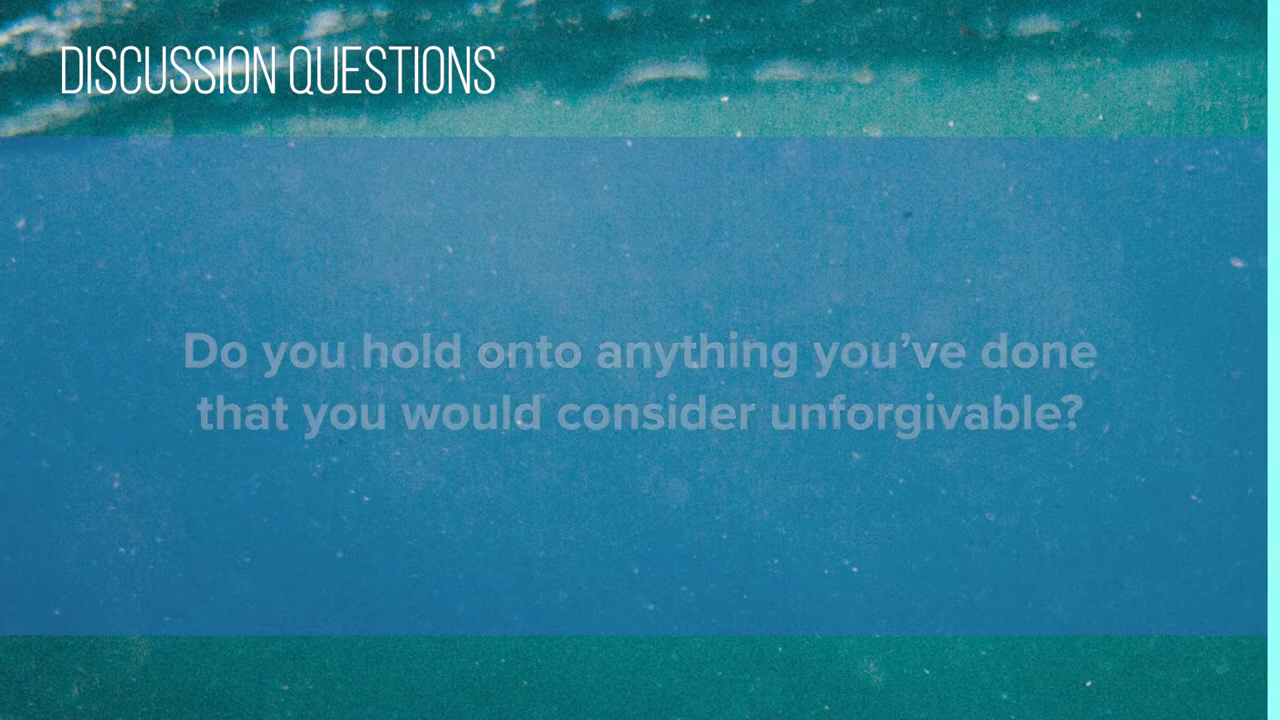 DISCUSSION QUESTIONS
Do you hold onto anything you’ve done
that you would consider unforgivable?